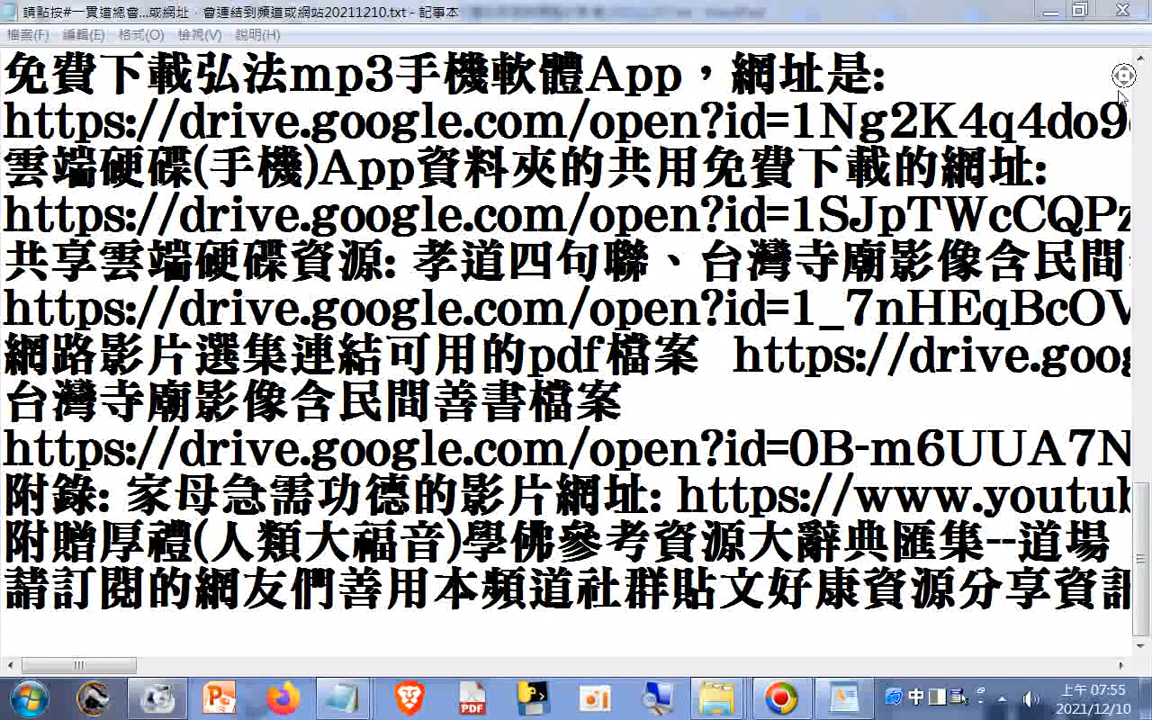 請點按#一貫道總會...或網址，會連結到頻道或網站20211210.txt - 記事本
檔案(F) 編輯(E) 格式(O) 檢視(V) 說明(H)
免費下載弘法mp3手機軟體App，網址是:
https://drive.google.com/open?id=1Ng2K4q4do9
雲端硬碟(手機)App資料夾的共用免費下載的網址:
https://drive.google.com/open?id=1SJpTWcCQPz
共享雲端硬碟資源: 孝道四句聯、台灣寺廟影像含民間
https://drive.google.com/open?id=1_7nHEqBcOV
網路影片選集連結可用的pdf檔案 https://drive.goog
台灣寺廟影像含民間善書檔案
https://drive.google.com/open?id=0B-m6UUA7N
附錄: 家母急需功德的影片網址: https://www.youtub
附贈厚禮(人類大福音)學佛參考資源大辭典匯集--道場
請訂閱的網友們善用本頻道社群貼文好康資源分享資訊
中
上午 07:55
2021/12/10